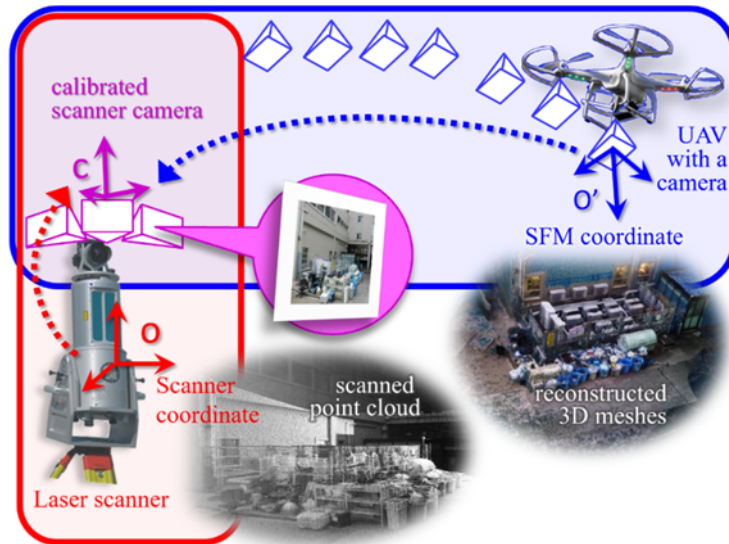 calibrated
scanner camera
C
UAV
with a
camera
O'
SFM coordinate
O
Scanner
coordinate
scanned
point cloud
reconstructed
3D meshes
Laser scanner